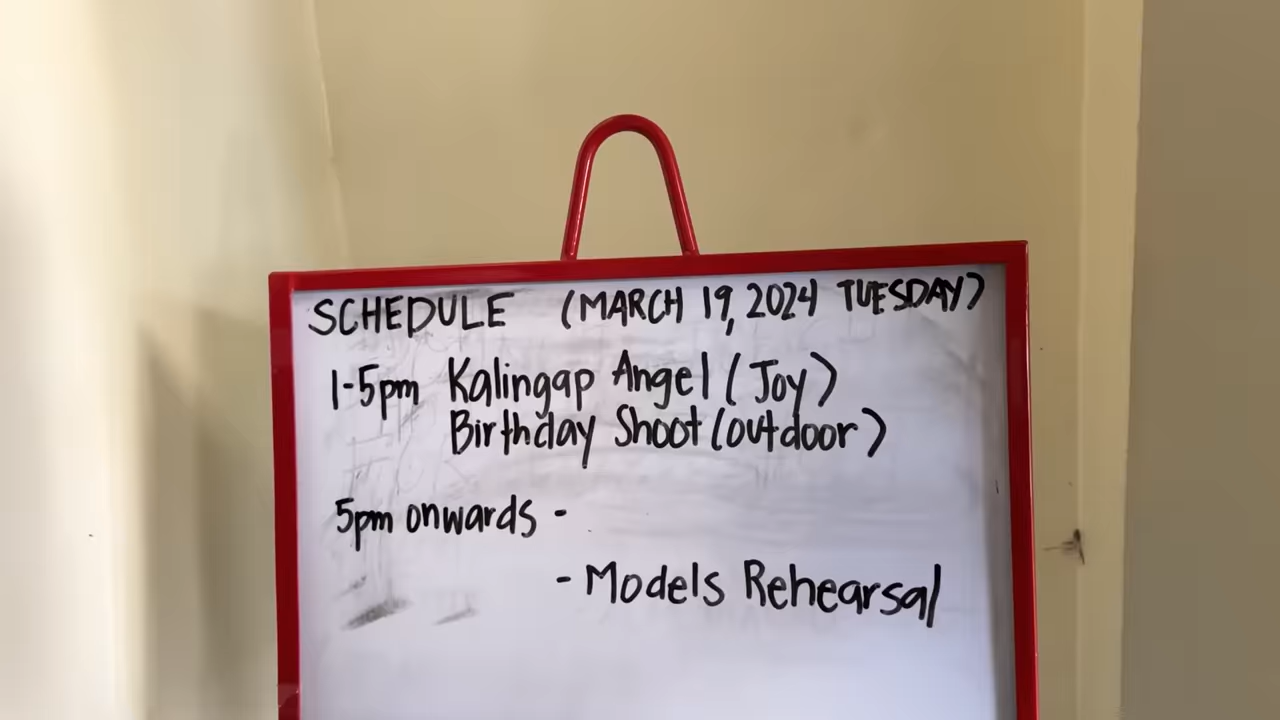 SCHEDULE (MARCH 19, 2024 TUESDAY)
1-5pm Kalingap Angel (Joy)
Birthday Shoot (outdoor)
5pm onwards -
- Models Rehearsal